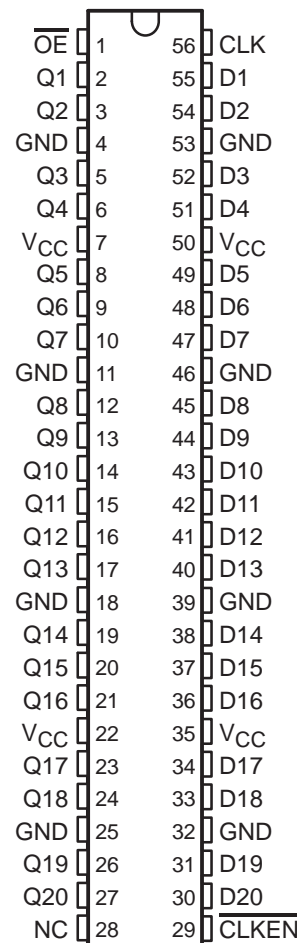 OE 1 56 CLK
Q1 2 55 D1
Q2 3 54 D2
GND 4 53 GND
Q3 5 52 D3
Q4 6 51 D4
VCC 7 50 VCC
Q5 8 49 D5
Q6 9 48 D6
Q7 10 47 D7
GND 11 46 GND
Q8 12 45 D8
Q9 13 44 D9
Q10 14 43 D10
Q11 15 42 D11
Q12 16 41 D12
Q13 17 40 D13
GND 18 39 GND
Q14 19 38 D14
Q15 20 37 D15
Q16 21 36 D16
VCC 22 35 VCC
Q17 23 34 D17
Q18 24 33 D18
GND 25 32 GND
Q19 26 31 D19
Q20 27 30 D20
NC 28 29 CLKEN